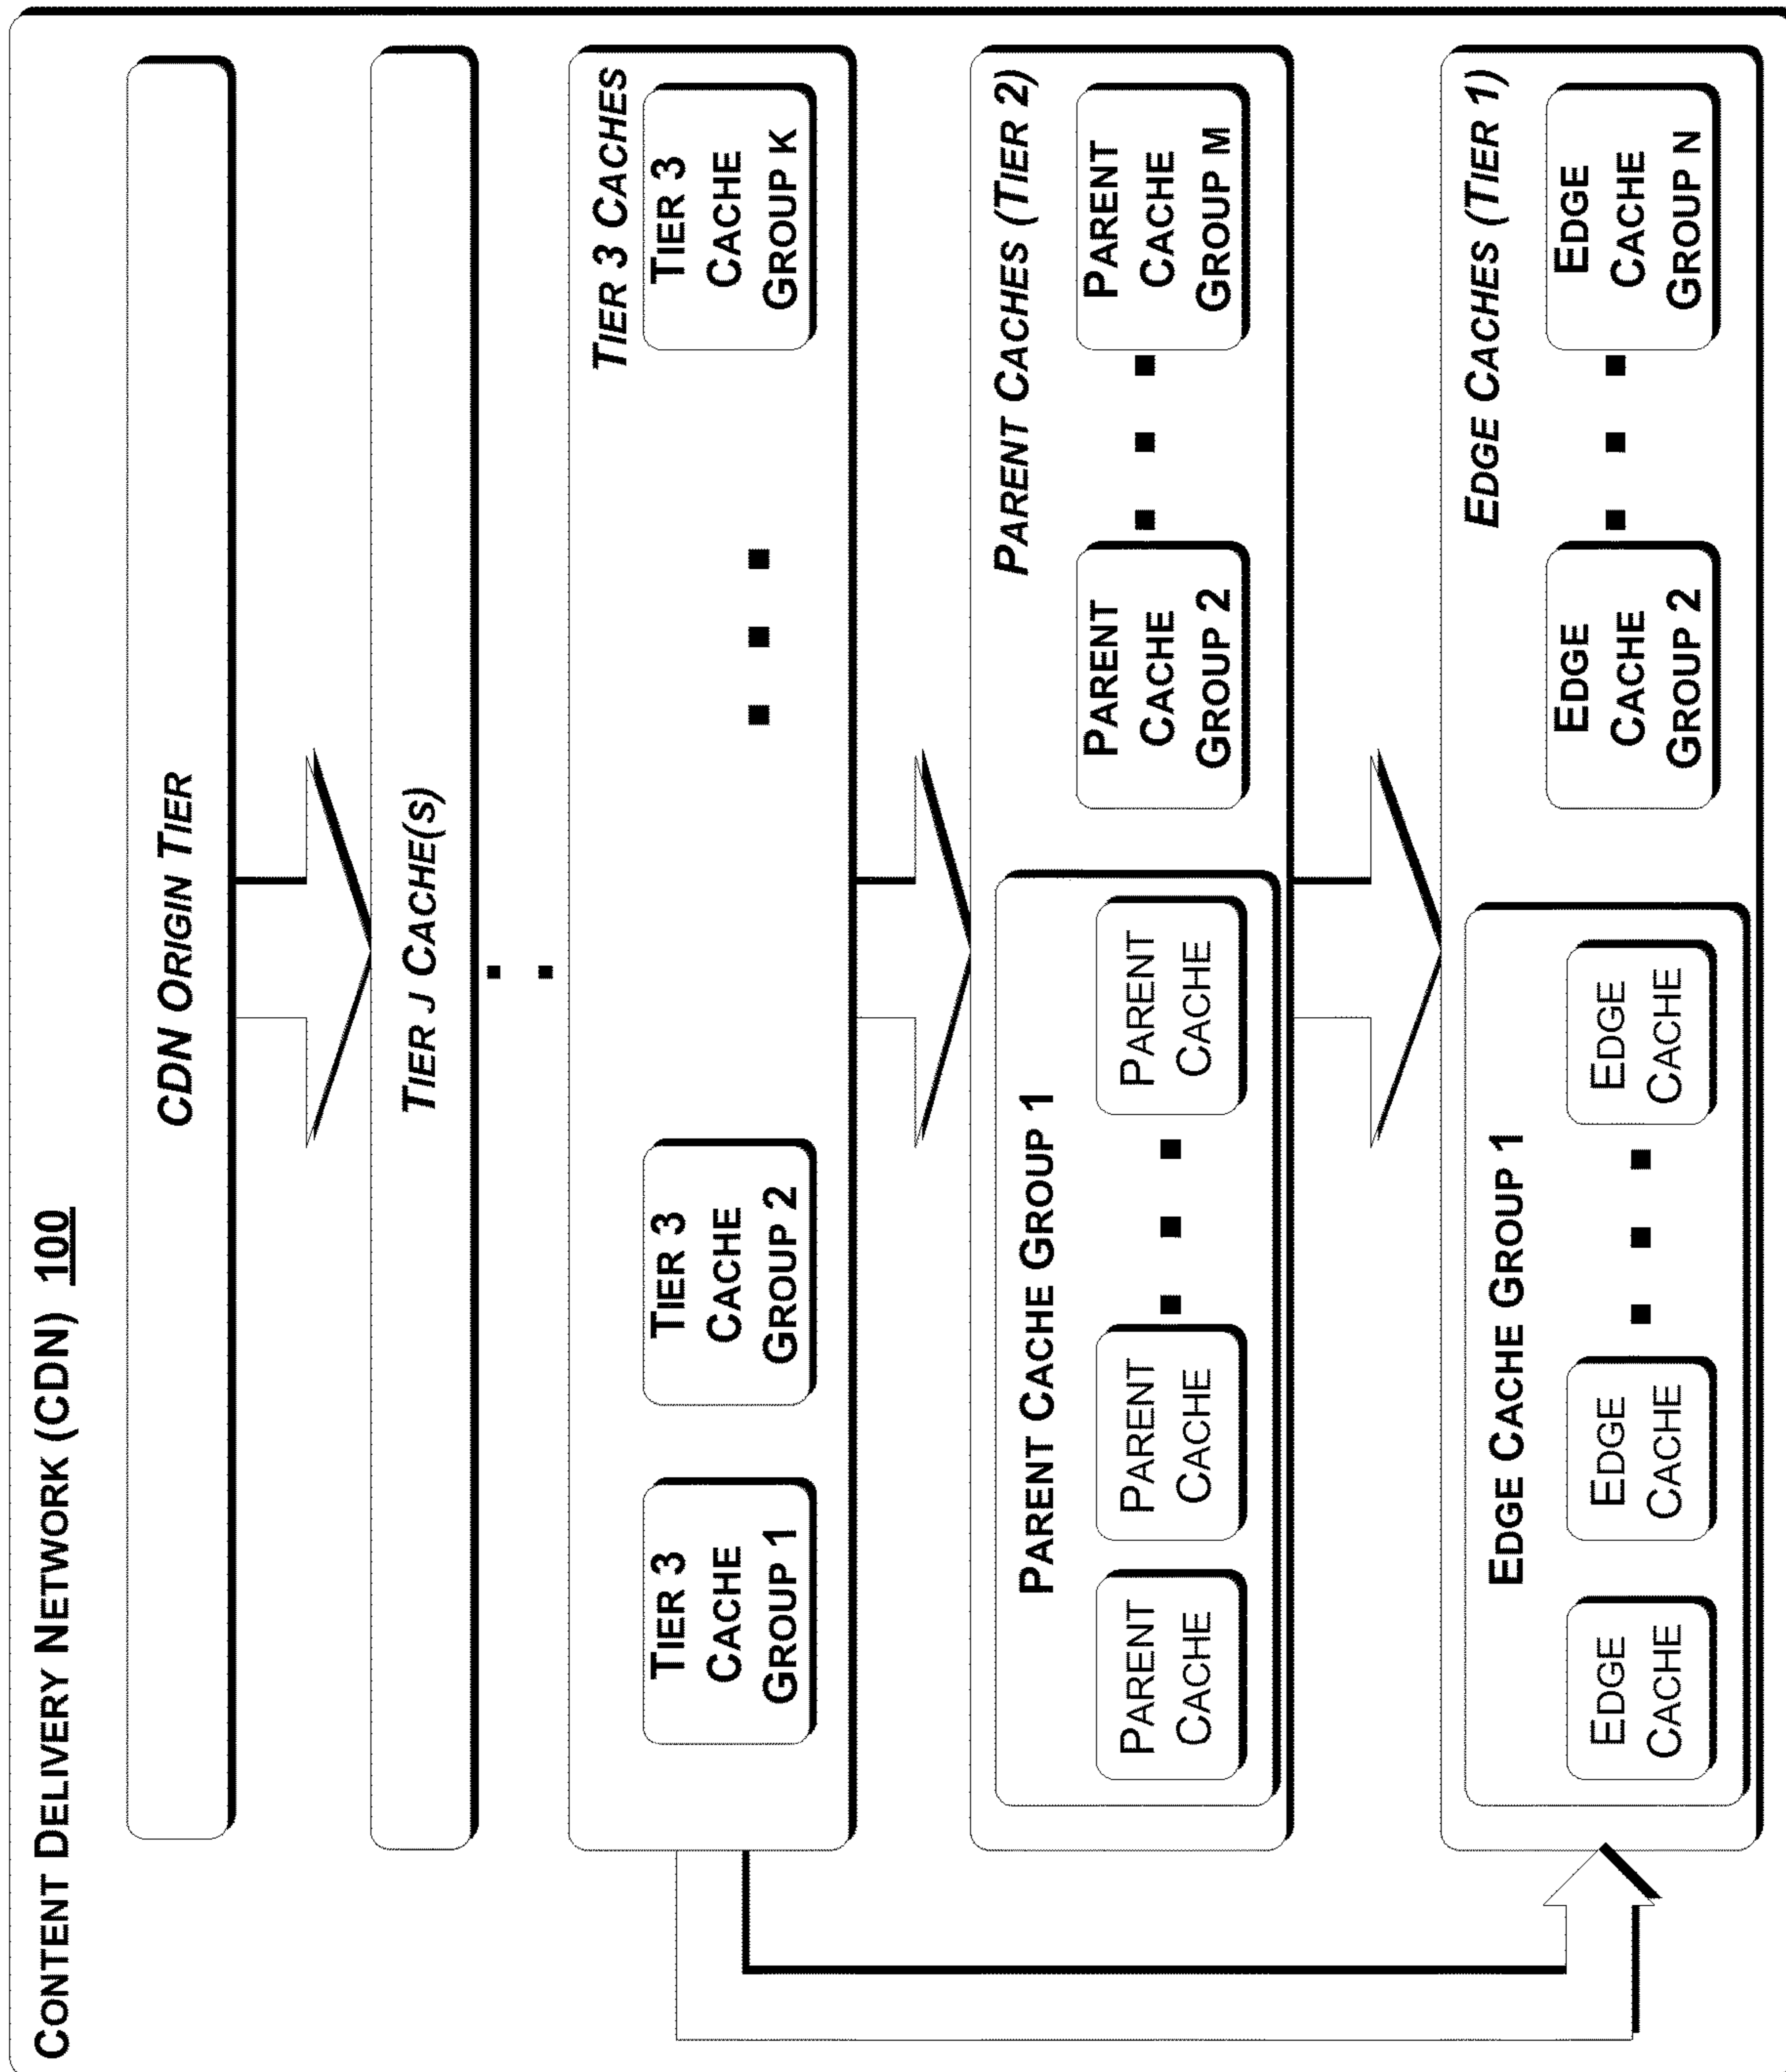 CONTENT DELIVERY NETWORK (CDN) 100
CDN ORIGIN TIER
TIER J CACHE(S)
TIER 3 CACHES
TIER 3
CACHE
GROUP 1
TIER 3
CACHE
GROUP 2
TIER 3
CACHE
GROUP K
PARENT CACHES (TIER 2)
PARENT CACHE GROUP 1
PARENT
CACHE
PARENT
CACHE
PARENT
CACHE
PARENT
CACHE
GROUP 2
PARENT
CACHE
GROUP M
EDGE CACHES (TIER 1)
EDGE CACHE GROUP 1
EDGE
CACHE
EDGE
CACHE
EDGE
CACHE
EDGE
CACHE
GROUP 2
EDGE
CACHE
GROUP N